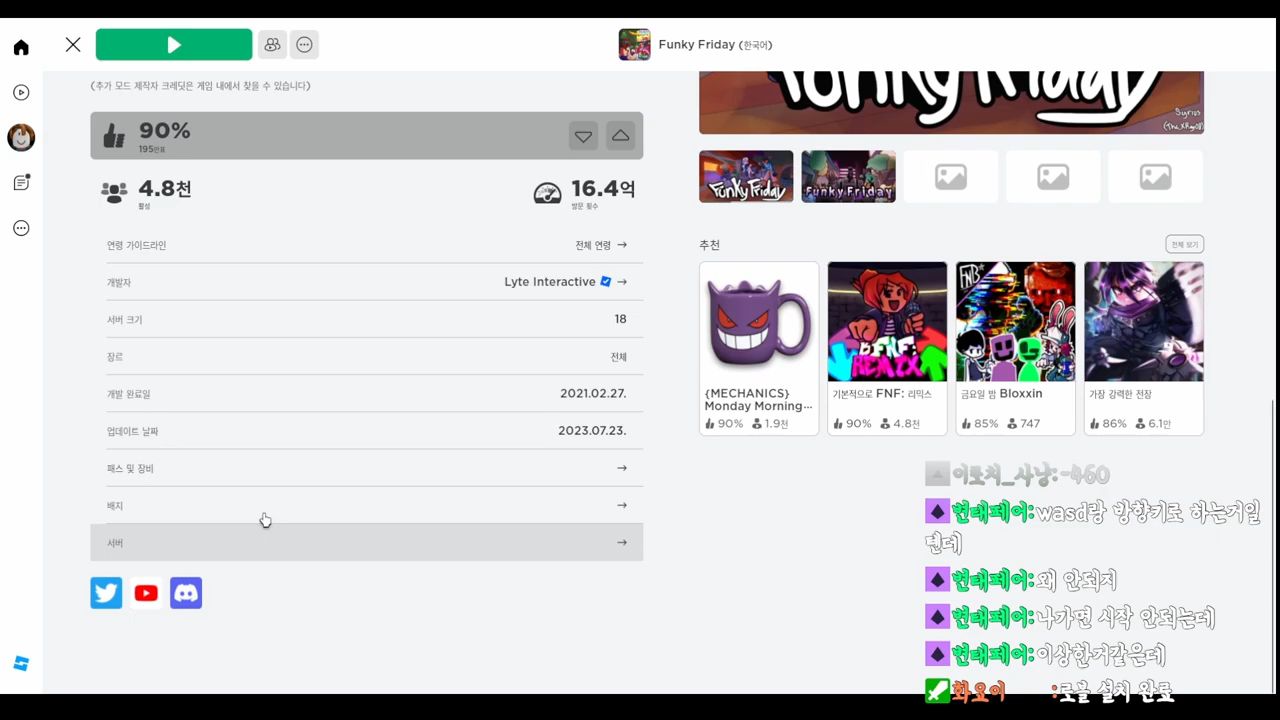 Funky Friday (한국어)
(추가 모드 제작자 크레딧은 게임 내에서 찾을 수 있습니다)
90%
195만표
4.8천
활성
16.4억
방문 횟수
연령 가이드라인
전체 연령 →
개발자
Lyte Interactive →
서버 크기
18
장르
전체
개발 완료일
2021.02.27.
업데이트 날짜
2023.07.23.
패스 및 장비 →
배지 →
서버 →
Funky Friday
Syrios
Funky Friday
Funky Friday
추천
전체 보기
{MECHANICS}
Monday Morning...
90% 1.9천
FNF:
REMIX
기본적으로 FNF: 리믹스
90% 4.8천
FNB
금요일 밤 Bloxxin
85% 747
가장 강력한 전장
86% 6.1만
이토치_사냥:-460
변태페어:wasd랑 방향키로 하는거일
텐데
변태페어:왜 안되지
변태페어:나가면 시작 안되는데
변태페어:이상한거같은데
화요이 :로블 설치 완료